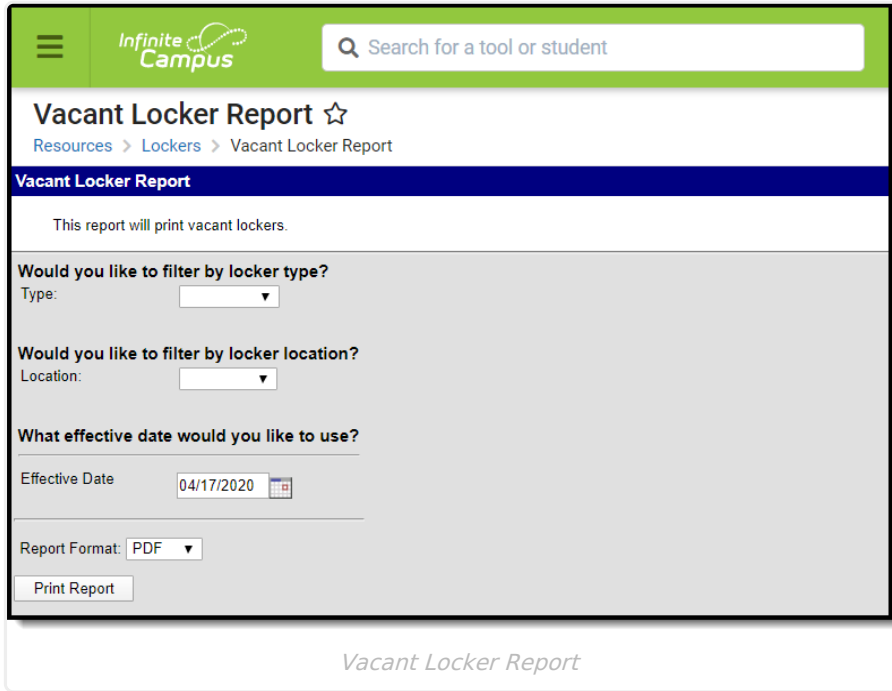 Infinite
Campus
Search for a tool or student
Vacant Locker Report
Resources > Lockers > Vacant Locker Report
Vacant Locker Report
This report will print vacant lockers.
Would you like to filter by locker type?
Type:
Would you like to filter by locker location?
Location:
What effective date would you like to use?
Effective Date 04/17/2020
Report Format: PDF
Print Report
Vacant Locker Report